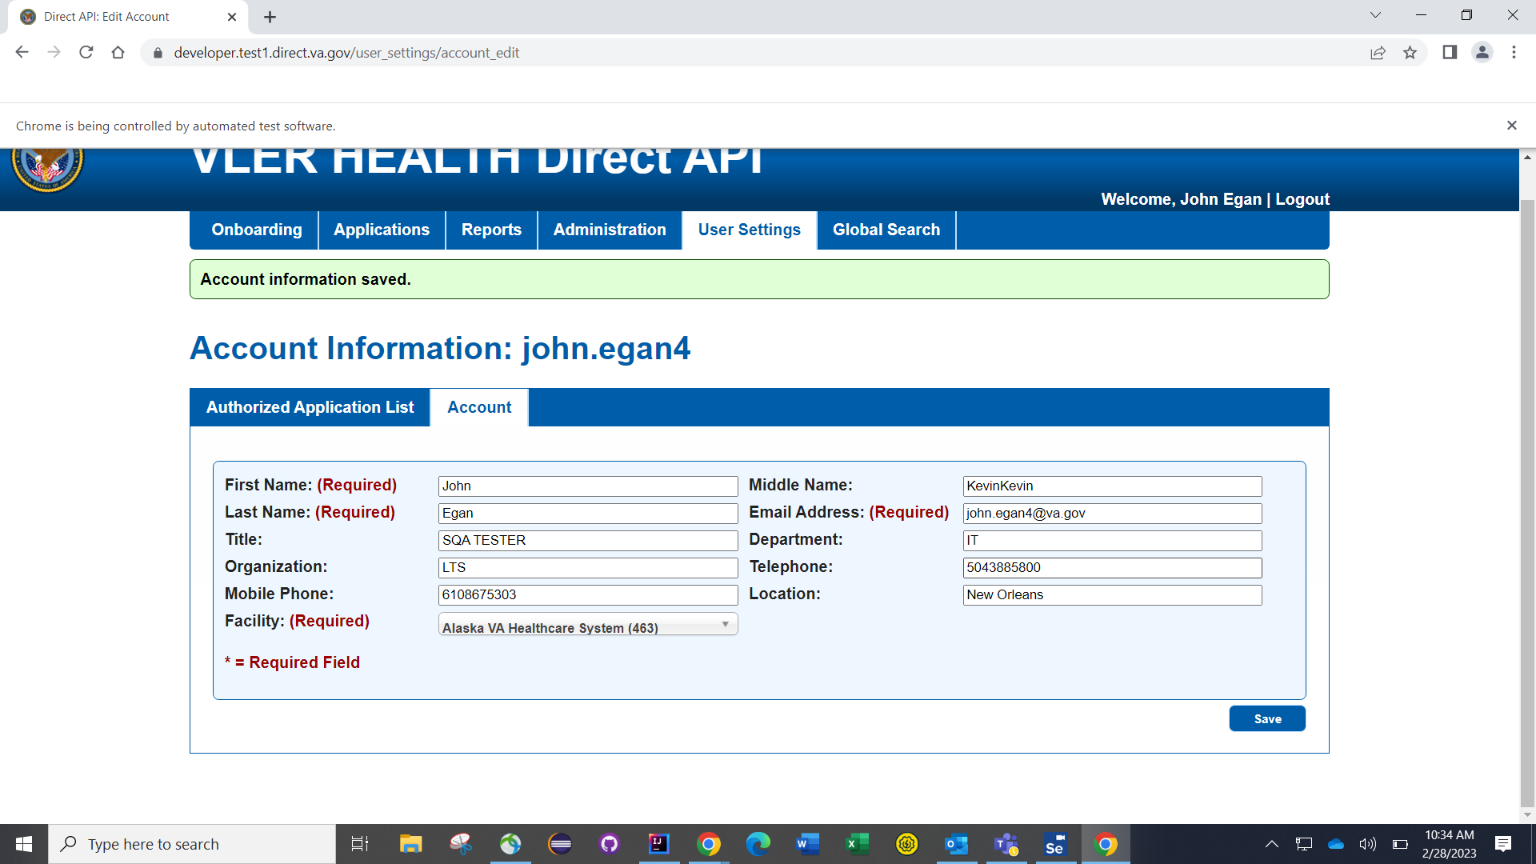 Direct API: Edit Account
developer.test1.direct.va.gov/user_settings/account_edit
Chrome is being controlled by automated test software.
VLER HEALTH Direct API
Welcome, John Egan | Logout
Onboarding Applications Reports Administration User Settings Global Search
Account information saved.
Account Information: john.egan4
Authorized Application List Account
First Name: (Required) John Middle Name: KevinKevin
Last Name: (Required) Egan Email Address: (Required) john.egan4@va.gov
Title: SQA TESTER Department: IT
Organization: LTS Telephone: 5043885800
Mobile Phone: 6108675303 Location: New Orleans
Facility: (Required) Alaska VA Healthcare System (463)
* = Required Field
Save
Type here to search
10:34 AM
2/28/2023